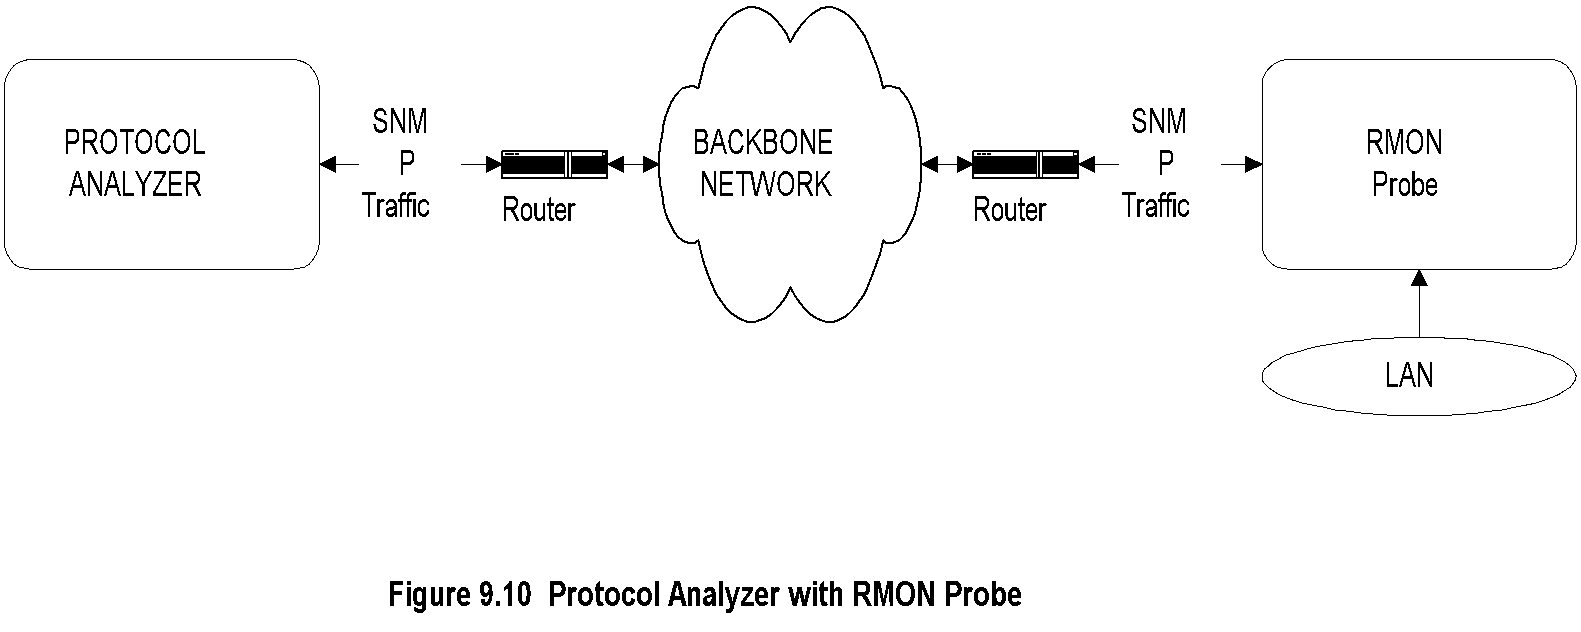 PROTOCOL
ANALYZER
SNM
P
Traffic
Router
BACKBONE
NETWORK
Router
SNM
P
Traffic
RMON
Probe
LAN
Figure 9.10 Protocol Analyzer with RMON Probe